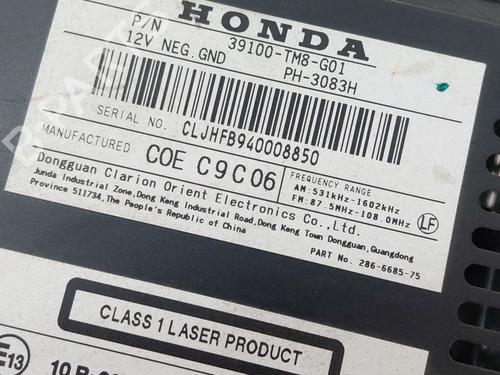 HONDA
P/N 39100-TM8-G01
12V NEG. GND PH-3083H
SERIAL NO. CLJHFB940008850
MANUFACTURED COE C9C06
FREQUENCY RANGE
AM: 531kHz-1602kHz
FM: 87.5MHz-108.0MHz
LF
Dongguan Clarion Orient Electronics Co., Ltd.
Junda Industrial Zone, Dong Keng Industrial Road, Dong Keng Town Dongguan, Guangdong
Province 511734, The People's Republic of China
PART No. 286-6685-75
CLASS 1 LASER PRODUCT
E13
B-PARTS